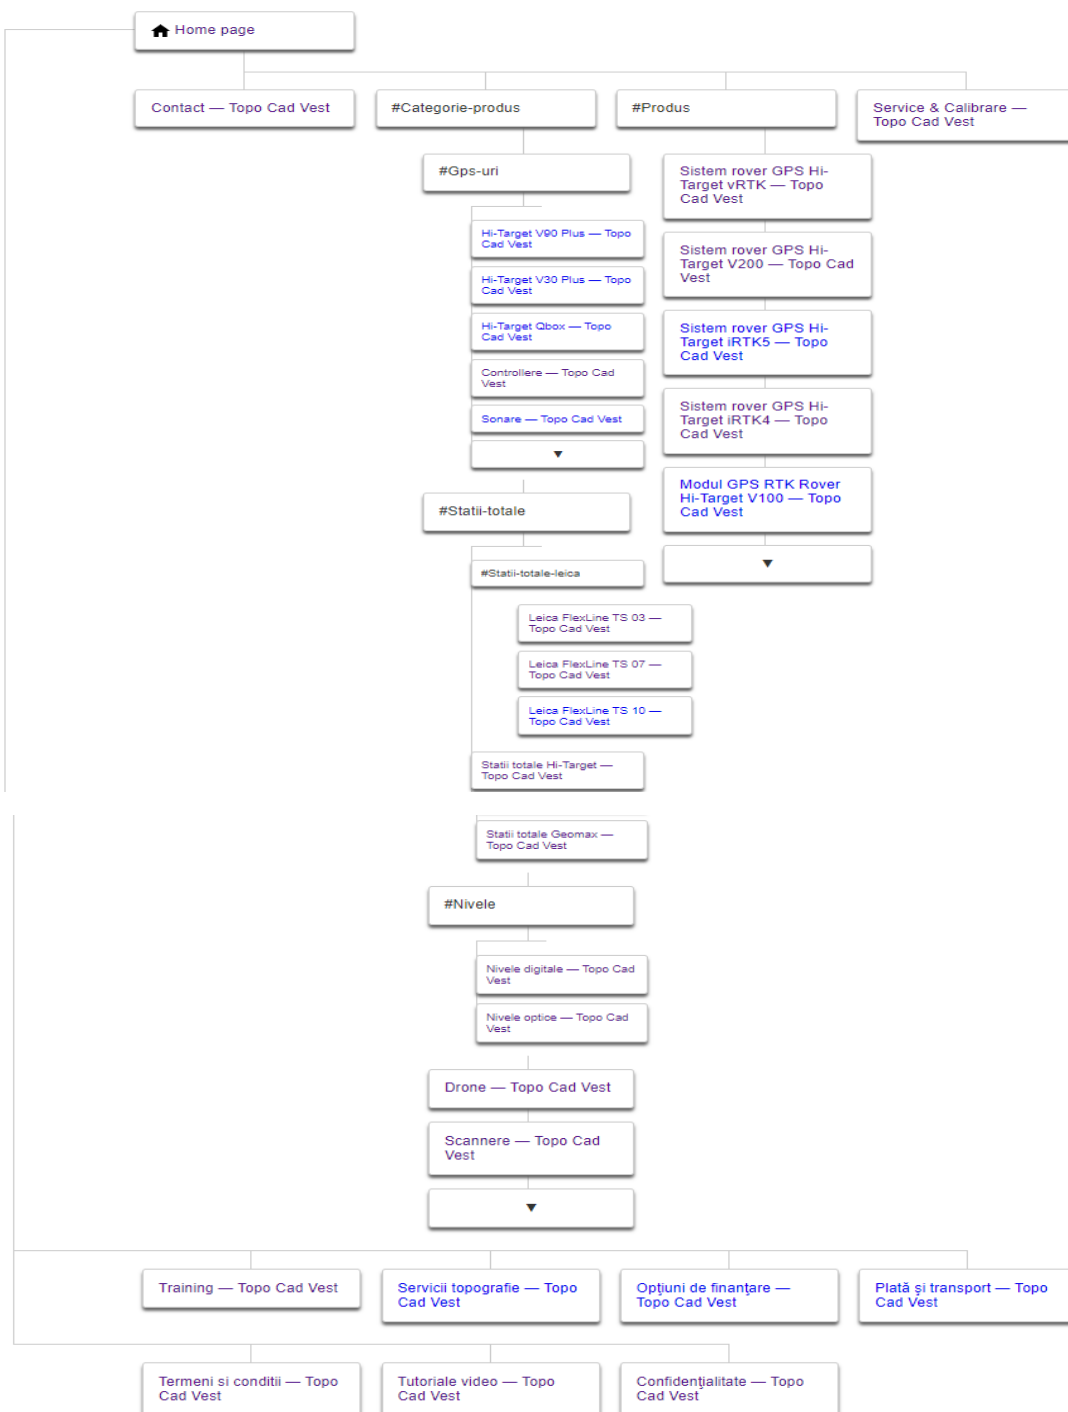 Home page
Contact — Topo Cad Vest
#Categorie-produs
#Produs
Service & Calibrare —
Topo Cad Vest
#Gps-uri
Hi-Target V90 Plus — Topo
Cad Vest
Hi-Target V30 Plus — Topo
Cad Vest
Hi-Target Qbox — Topo
Cad Vest
Controllere — Topo Cad
Vest
Sonare — Topo Cad Vest
▼
#Statii-totale
#Statii-totale-leica
Leica FlexLine TS 03 —
Topo Cad Vest
Leica FlexLine TS 07 —
Topo Cad Vest
Leica FlexLine TS 10 —
Topo Cad Vest
Statii totale Hi-Target —
Topo Cad Vest
Statii totale Geomax —
Topo Cad Vest
#Nivele
Nivele digitale — Topo Cad
Vest
Nivele optice — Topo Cad
Vest
Drone — Topo Cad Vest
Scannere — Topo Cad
Vest
▼
Sistem rover GPS Hi-
Target vRTK — Topo
Cad Vest
Sistem rover GPS Hi-
Target V200 — Topo Cad
Vest
Sistem rover GPS Hi-
Target iRTK5 — Topo
Cad Vest
Sistem rover GPS Hi-
Target iRTK4 — Topo
Cad Vest
Modul GPS RTK Rover
Hi-Target V100 — Topo
Cad Vest
▼
Training — Topo Cad Vest
Servicii topografie — Topo
Cad Vest
Opțiuni de finanțare —
Topo Cad Vest
Plată și transport — Topo
Cad Vest
Termeni si conditii — Topo
Cad Vest
Tutoriale video — Topo
Cad Vest
Confidențialitate — Topo
Cad Vest